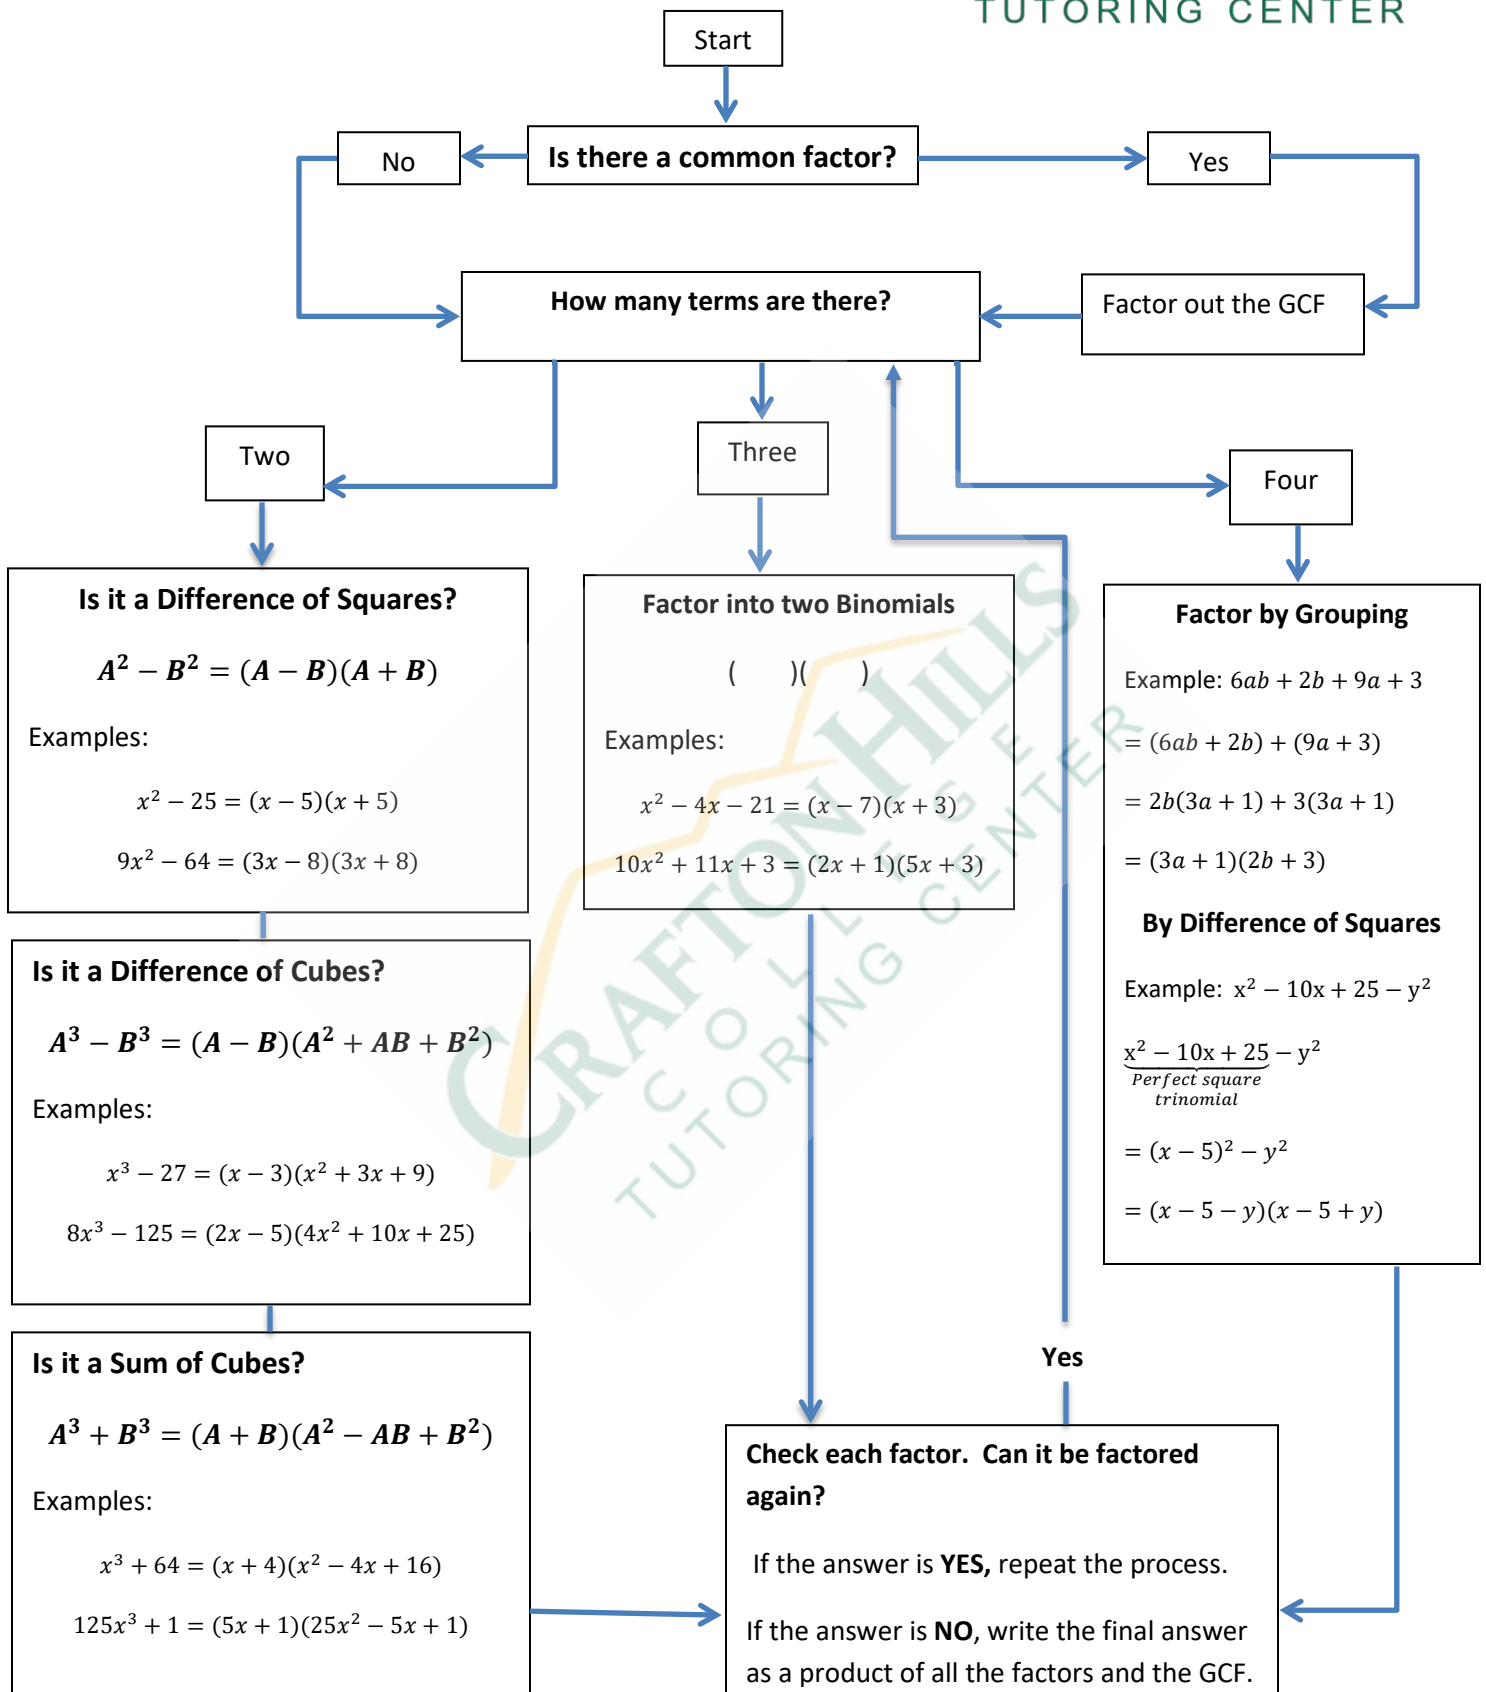 TUTORING CENTER
Start
No
Is there a common factor?
Yes
How many terms are there?
Factor out the GCF
Two
Three
Four
Is it a Difference of Squares?
A² − B² = (A − B)(A + B)
Examples:
x² − 25 = (x − 5)(x + 5)
9x² − 64 = (3x − 8)(3x + 8)
Is it a Difference of Cubes?
A³ − B³ = (A − B)(A² + AB + B²)
Examples:
x³ − 27 = (x − 3)(x² + 3x + 9)
8x³ − 125 = (2x − 5)(4x² + 10x + 25)
Is it a Sum of Cubes?
A³ + B³ = (A + B)(A² − AB + B²)
Examples:
x³ + 64 = (x + 4)(x² − 4x + 16)
125x³ + 1 = (5x + 1)(25x² − 5x + 1)
Factor into two Binomials
( )( )
Examples:
x² − 4x − 21 = (x − 7)(x + 3)
10x² + 11x + 3 = (2x + 1)(5x + 3)
Factor by Grouping
Example: 6ab + 2b + 9a + 3
= (6ab + 2b) + (9a + 3)
= 2b(3a + 1) + 3(3a + 1)
= (3a + 1)(2b + 3)
By Difference of Squares
Example: x² − 10x + 25 − y²
x² − 10x + 25 − y²
Perfect square
trinomial
= (x − 5)² − y²
= (x − 5 − y)(x − 5 + y)
Yes
Check each factor. Can it be factored
again?
If the answer is YES, repeat the process.
If the answer is NO, write the final answer
as a product of all the factors and the GCF.
CRAFTON HILLS
COLLEGE
TUTORING CENTER